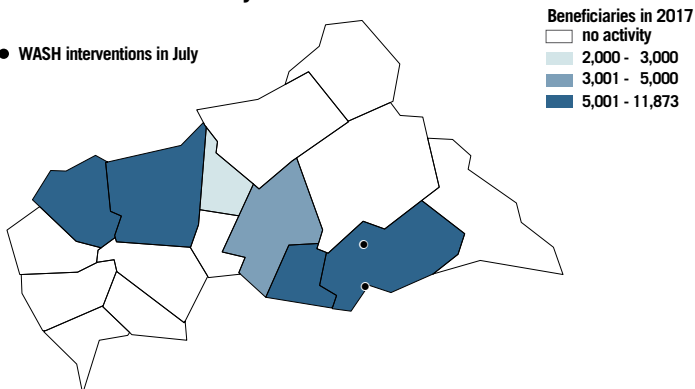 WASH interventions in July
Beneficiaries in 2017
no activity
2,000 - 3,000
3,001 - 5,000
5,001 - 11,873